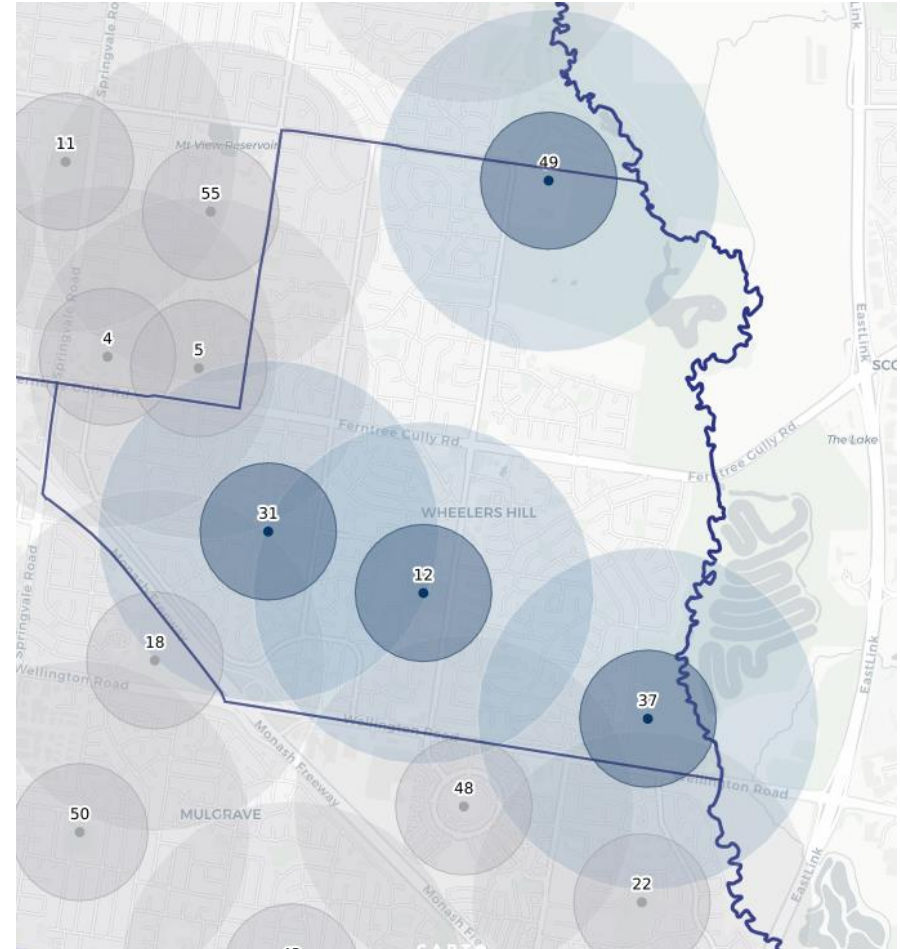 Springvale Ro
Link
11
Mt View Reservoir
49
55
Springvale Road
4
5
EastLink
SCO
Ferntree Gully Rd
Ferntree Gully Rd
The Lake
31
WHEELERS HILL
12
Springvale Road
18
Wellington Road
37
EastLink
Wellington Road
Wellington Road
Monash Freeway
48
50
MULGRAVE
22
EastLink
Monash F